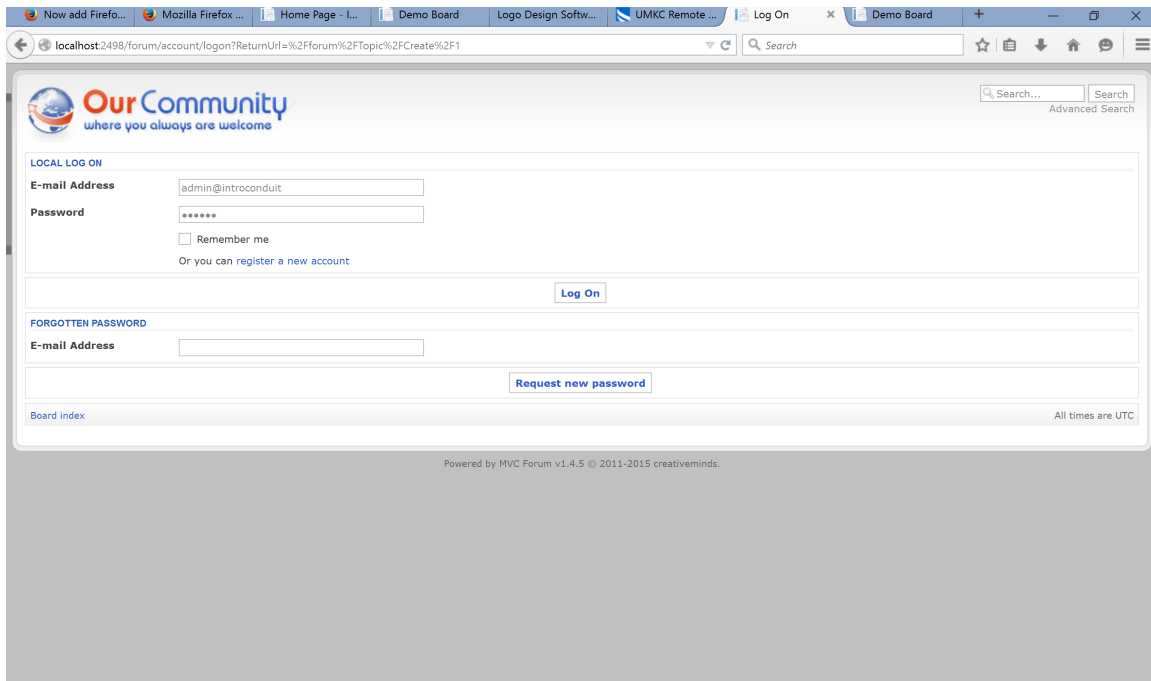 Now add Firefo... Mozilla Firefox ... Home Page - I... Demo Board Logo Design Softw... UMKC Remote ... Log On Demo Board
localhost:2498/forum/account/logon?ReturnUrl=%2Fforum%2FTopic%2FCreate%2F1 Search
Our Community
where you always are welcome
Search... Search
Advanced Search
LOCAL LOG ON
E-mail Address admin@introconduit
Password ••••••
Remember me
Or you can register a new account
Log On
FORGOTTEN PASSWORD
E-mail Address
Request new password
Board index All times are UTC
Powered by MVC Forum v1.4.5 © 2011-2015 creativeminds.